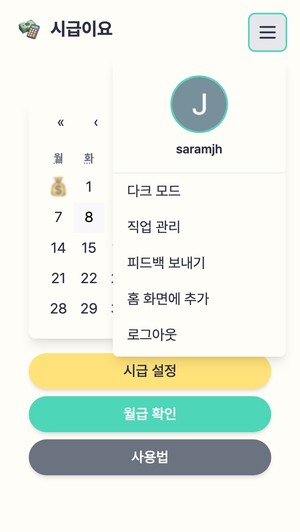 시급이요
J
saramjh
« ‹
월 화
1
7 8
14 15
21 22
28 29
다크 모드
직업 관리
피드백 보내기
홈 화면에 추가
로그아웃
시급 설정
월급 확인
사용법